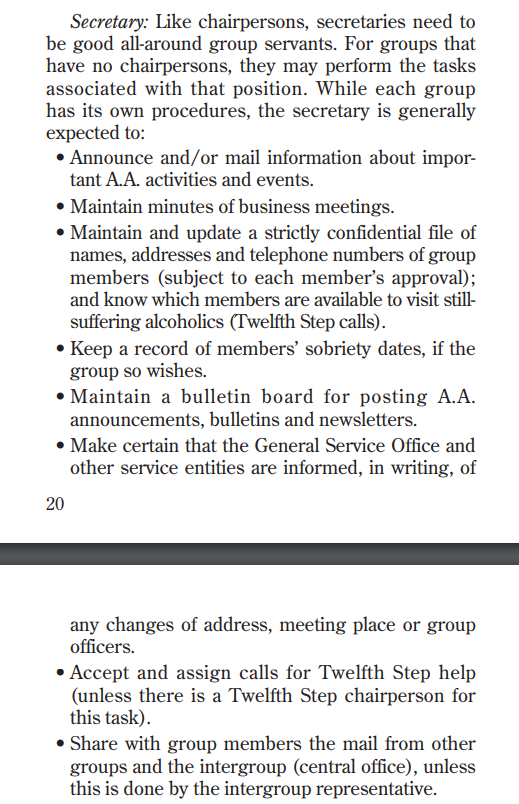 Secretary: Like chairpersons, secretaries need to
be good all-around group servants. For groups that
have no chairpersons, they may perform the tasks
associated with that position. While each group
has its own procedures, the secretary is generally
expected to:
• Announce and/or mail information about impor-
tant A.A. activities and events.
• Maintain minutes of business meetings.
• Maintain and update a strictly confidential file of
names, addresses and telephone numbers of group
members (subject to each member’s approval);
and know which members are available to visit still-
suffering alcoholics (Twelfth Step calls).
• Keep a record of members’ sobriety dates, if the
group so wishes.
• Maintain a bulletin board for posting A.A.
announcements, bulletins and newsletters.
• Make certain that the General Service Office and
other service entities are informed, in writing, of
20
any changes of address, meeting place or group
officers.
• Accept and assign calls for Twelfth Step help
(unless there is a Twelfth Step chairperson for
this task).
• Share with group members the mail from other
groups and the intergroup (central office), unless
this is done by the intergroup representative.